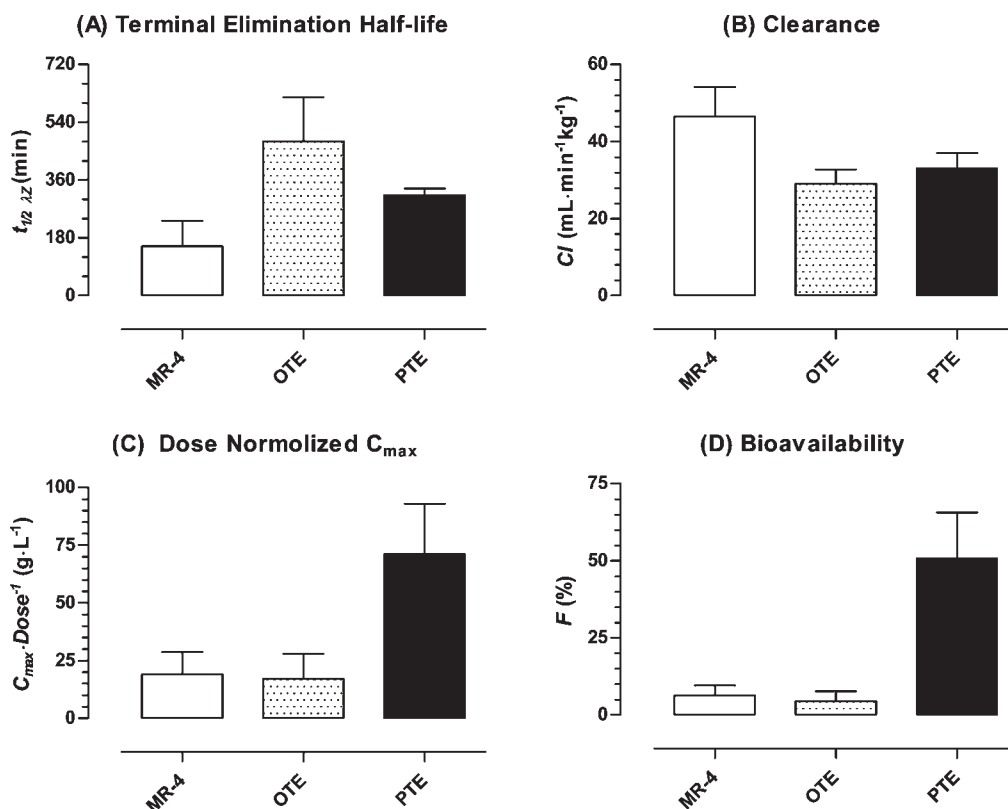 (A) Terminal Elimination Half-life
t1/2 λZ (min)
720
540
360
180
0
MR-4
OTE
PTE
(B) Clearance
Cl (mL·min-1kg-1)
60
40
20
0
MR-4
OTE
PTE
(C) Dose Normolized Cmax
Cmax·Dose-1 (g·L-1)
100
75
50
25
0
MR-4
OTE
PTE
(D) Bioavailability
F (%)
75
50
25
0
MR-4
OTE
PTE